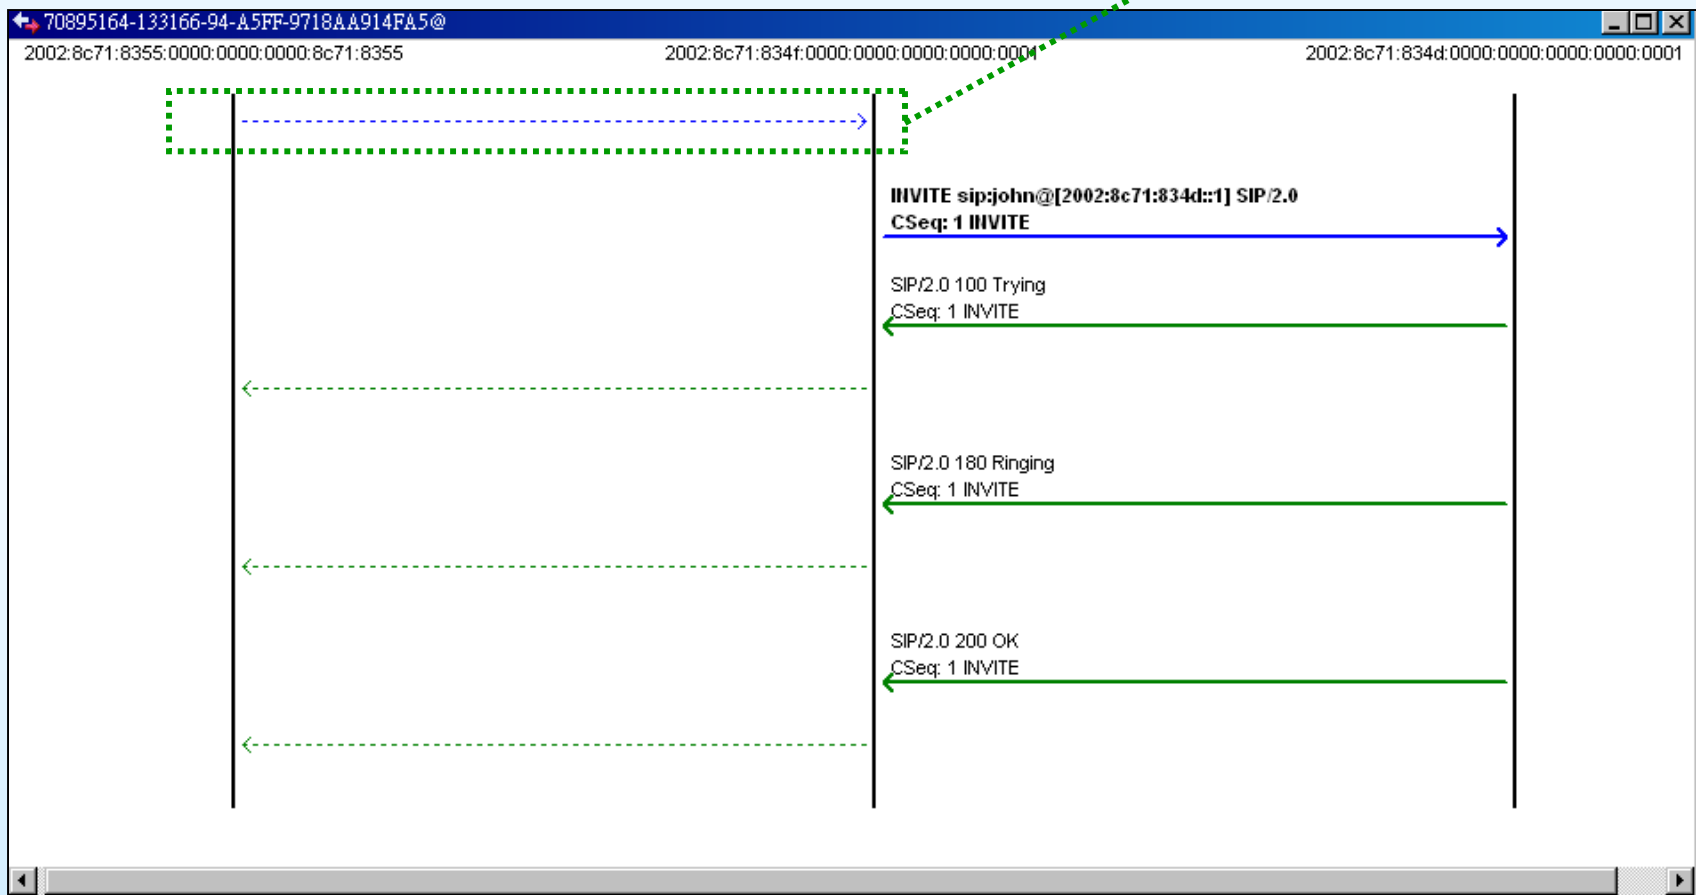 70895164-133166-94-A5FF-9718AA914FA5@
2002:8c71:8355:0000:0000:0000:8c71:8355 2002:8c71:834f:0000:0000:0000:0000:0001 2002:8c71:834d:0000:0000:0000:0000:0001
INVITE sip:john@[2002:8c71:834d::1] SIP/2.0
CSeq: 1 INVITE
SIP/2.0 100 Trying
CSeq: 1 INVITE
SIP/2.0 180 Ringing
CSeq: 1 INVITE
SIP/2.0 200 OK
CSeq: 1 INVITE